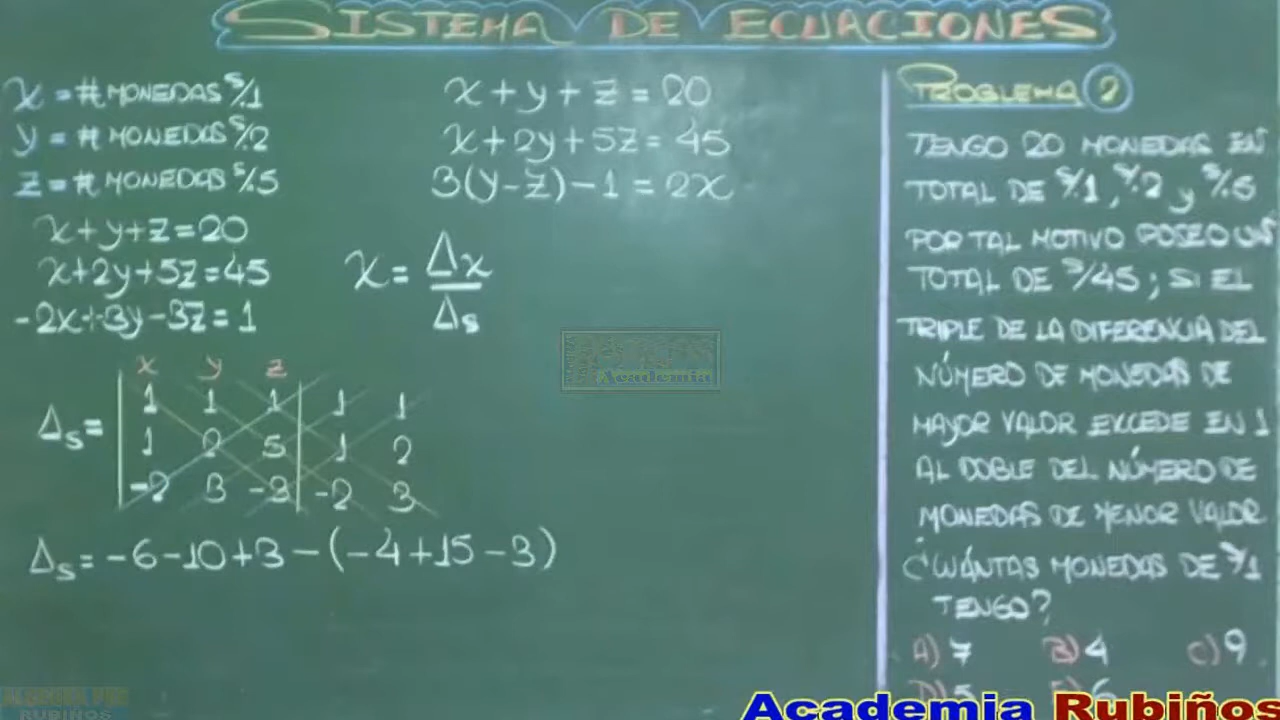 SISTEMA DE ECUACIONES
x = # MONEDAS S/1
y = # MONEDAS S/2
z = # MONEDAS S/5
x+y+z=20
x+2y+5z=45
-2x+3y-3z=1
x y z
1 1 1 1 1
Δs= 1 2 5 1 2
-2 3 -3 -2 3
Δs=-6-10+3-(-4+15-3)
x+y+z=20
x+2y+5z=45
3(y-z)-1=2x
x = Δx
Δs
Academia
PROBLEMA 2
TENGO 20 MONEDAS EN
TOTAL DE S/1, S/2 y S/5
POR TAL MOTIVO POSEO UN
TOTAL DE S/45; SI EL
TRIPLE DE LA DIFERENCIA DEL
NÚMERO DE MONEDAS DE
MAYOR VALOR EXCEDE EN 1
AL DOBLE DEL NÚMERO DE
MONEDAS DE MENOR VALOR
¿CUÁNTAS MONEDAS DE S/1
TENGO?
A) 7 B) 4 C) 9
D) 5 E) 6
RUBIÑOS
Academia Rubiños